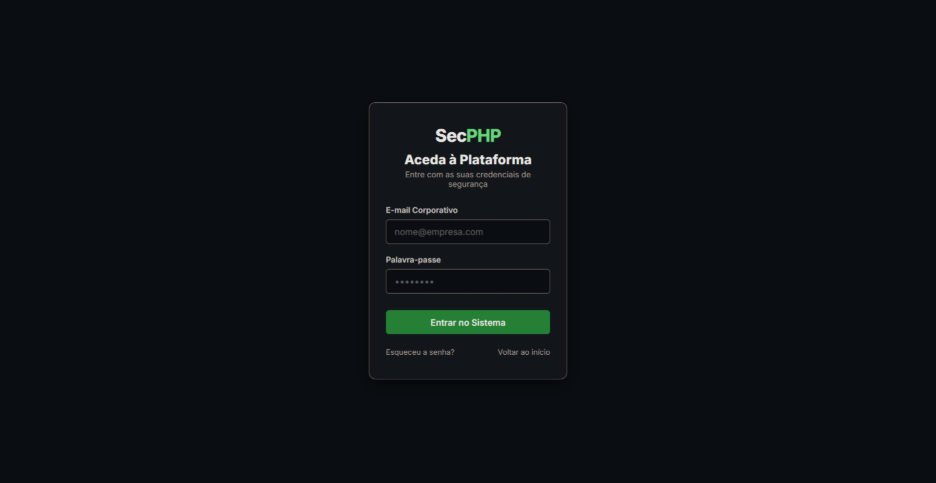 SecPHP
Aceda à Plataforma
Entre com as suas credenciais de
segurança
E-mail Corporativo
nome@empresa.com
Palavra-passe
••••••••
Entrar no Sistema
Esqueceu a senha? Voltar ao início